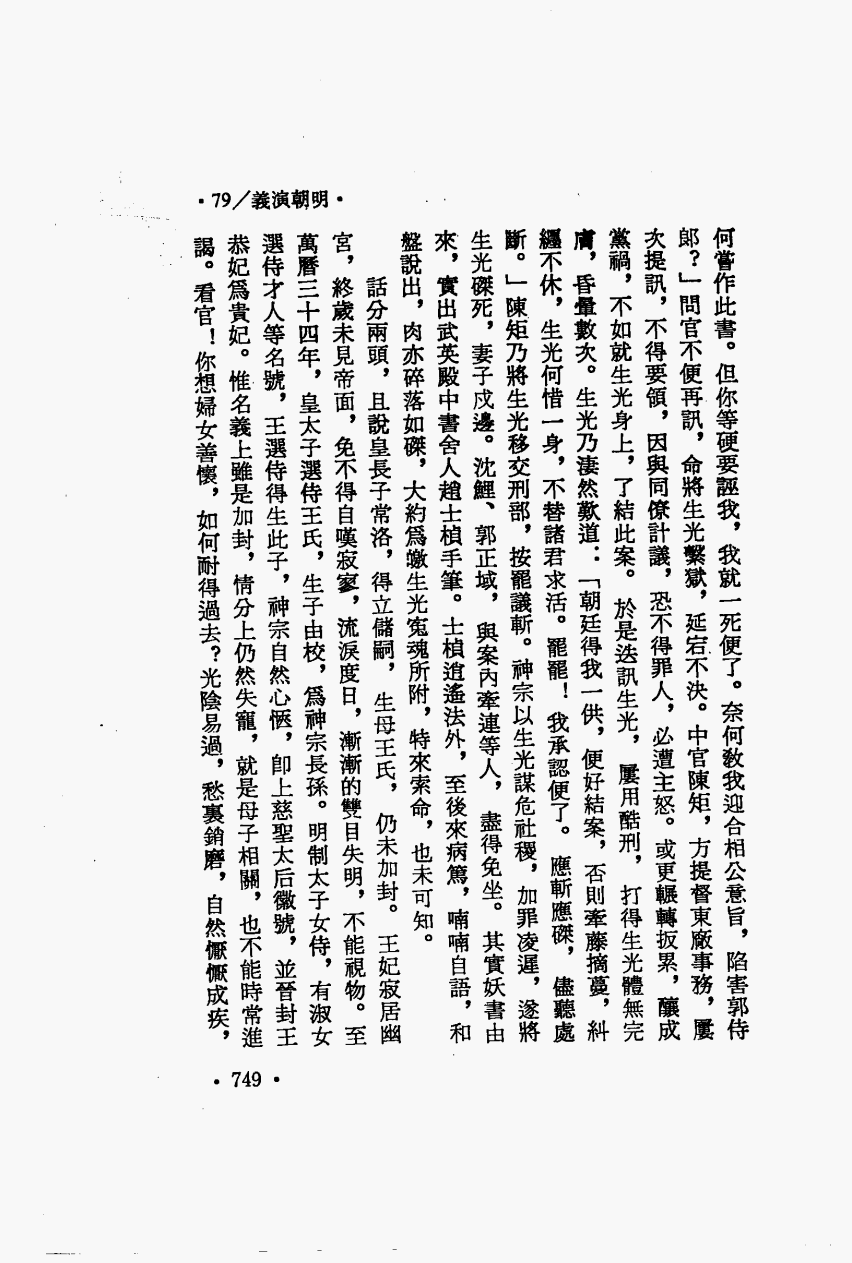 ·79／義演朝明·
何嘗作此書。但你等硬要誣我，我就一死便了。奈何教我迎合相公意旨，陷害郭侍
郎？」問官不便再訊，命將生光繫獄，延宕不決。中官陳矩，方提督東廠事務，屢
次提訊，不得要領，因與同僚計議，恐不得罪人，必遭主怒。或更輾轉扳累，釀成
黨禍，不如就生光身上，了結此案。於是迭訊生光，屢用酷刑，打得生光體無完
膚，昏暈數次。生光乃淒然歎道：「朝廷得我一供，便好結案，否則牽藤摘蔓，糾
纏不休，生光何惜一身，不替諸君求活。罷罷！我承認便了。應斬應磔，儘聽處
斷。」陳矩乃將生光移交刑部，按罪議斬。神宗以生光謀危社稷，加罪凌遲，遂將
生光磔死，妻子戍邊。沈鯉、郭正域，與案內牽連等人，盡得免坐。其實妖書由
來，實出武英殿中書舍人趙士楨手筆。士楨逍遙法外，至後來病篤，喃喃自語，和
盤說出，肉亦碎落如磔，大約爲皦生光寃魂所附，特來索命，也未可知。
話分兩頭，且說皇長子常洛，得立儲嗣，生母王氏，仍未加封。王妃寂居幽
宮，終歲未見帝面，免不得自嘆寂寥，流淚度日，漸漸的雙目失明，不能視物。至
萬曆三十四年，皇太子選侍王氏，生子由校，爲神宗長孫。明制太子女侍，有淑女
選侍才人等名號，王選侍得生此子，神宗自然心愜，卽上慈聖太后徽號，並晉封王
恭妃爲貴妃。惟名義上雖是加封，情分上仍然失寵，就是母子相關，也不能時常進
謁。看官！你想婦女善懷，如何耐得過去？光陰易過，愁裏銷磨，自然懨懨成疾，
·749·